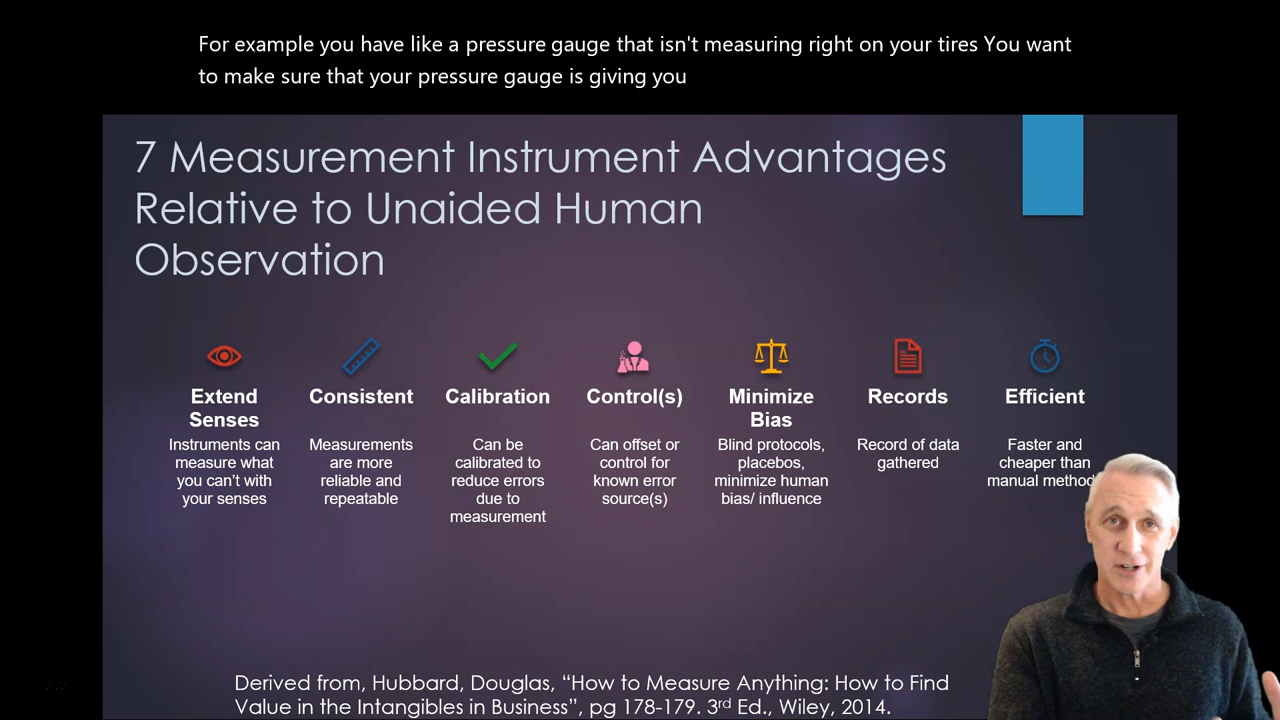 For example you have like a pressure gauge that isn't measuring right on your tires You want
to make sure that your pressure gauge is giving you
7 Measurement Instrument Advantages
Relative to Unaided Human
Observation
Extend
Senses
Instruments can
measure what
you can’t with
your senses
Consistent
Measurements
are more
reliable and
repeatable
Calibration
Can be
calibrated to
reduce errors
due to
measurement
Control(s)
Can offset or
control for
known error
source(s)
Minimize
Bias
Blind protocols,
placebos,
minimize human
bias/ influence
Records
Record of data
gathered
Efficient
Faster and
cheaper than
manual method
Derived from, Hubbard, Douglas, “How to Measure Anything: How to Find
Value in the Intangibles in Business”, pg 178-179. 3rd Ed., Wiley, 2014.